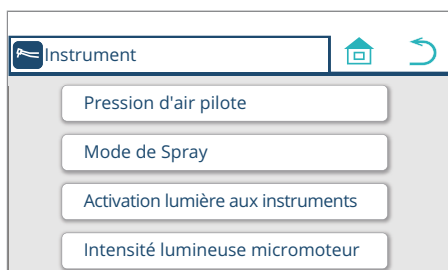 Instrument
Pression d'air pilote
Mode de Spray
Activation lumière aux instruments
Intensité lumineuse micromoteur